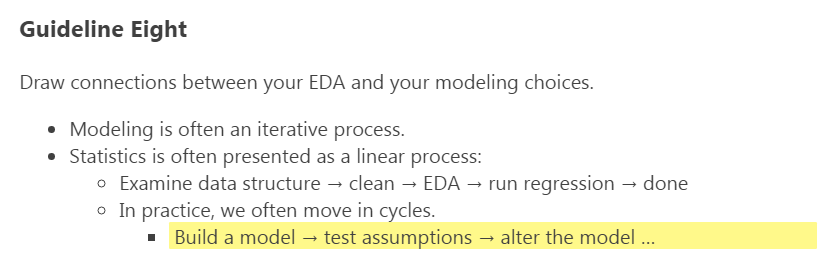 Guideline Eight
Draw connections between your EDA and your modeling choices.
• Modeling is often an iterative process.
• Statistics is often presented as a linear process:
○ Examine data structure → clean → EDA → run regression → done
○ In practice, we often move in cycles.
▪ Build a model → test assumptions → alter the model ...